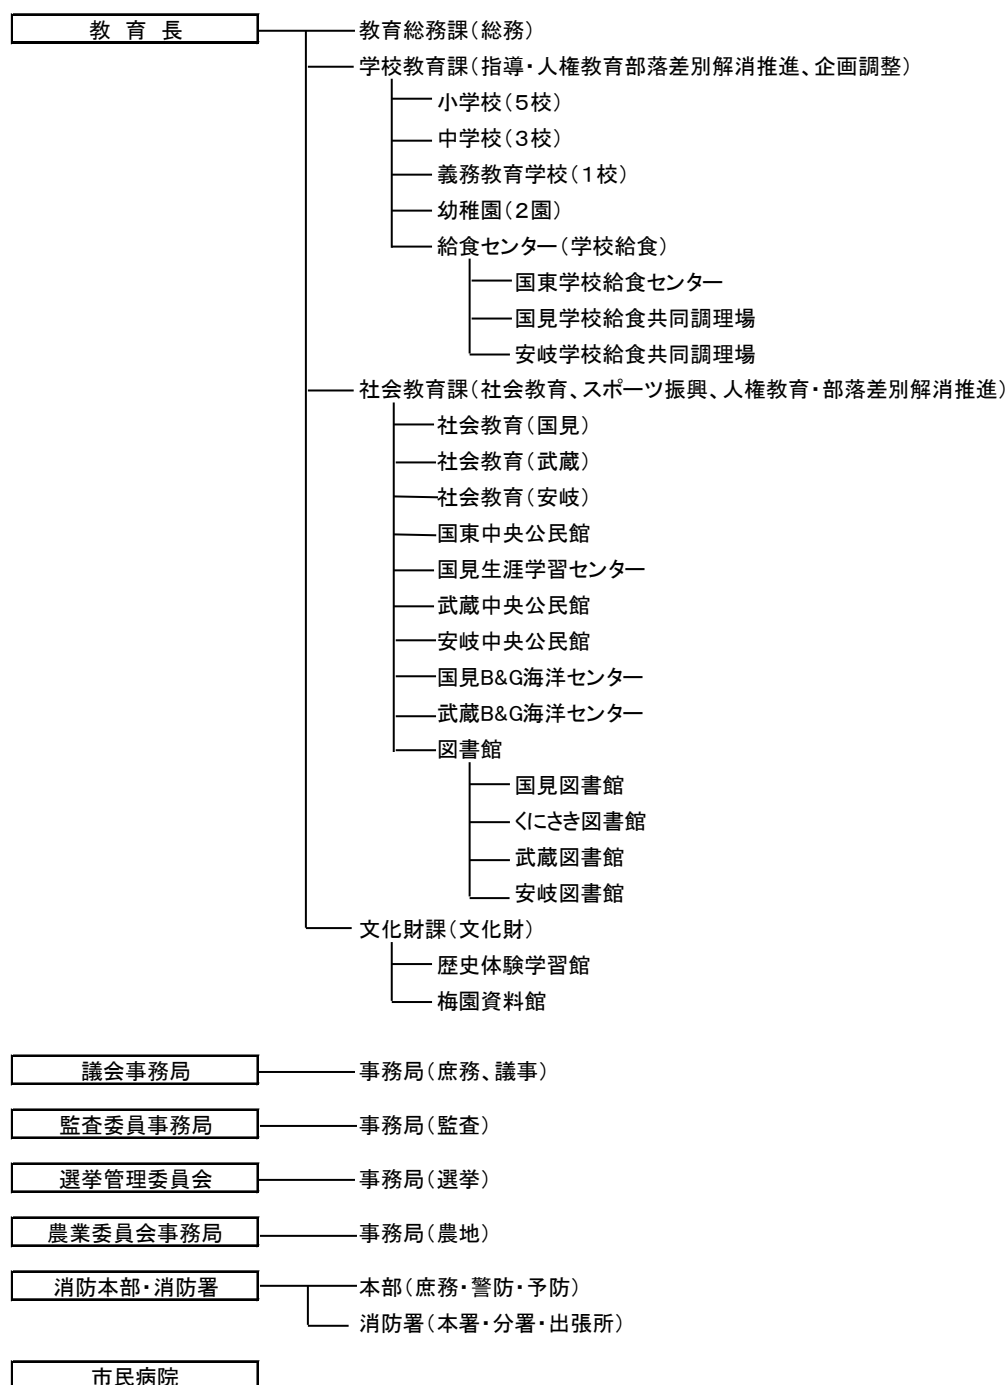 教 育 長 教育総務課(総務)
学校教育課(指導・人権教育部落差別解消推進、企画調整)
小学校(5校)
中学校(3校)
義務教育学校(1校)
幼稚園(2園)
給食センター(学校給食)
国東学校給食センター
国見学校給食共同調理場
安岐学校給食共同調理場
社会教育課(社会教育、スポーツ振興、人権教育・部落差別解消推進)
社会教育(国見)
社会教育(武蔵)
社会教育(安岐)
国東中央公民館
国見生涯学習センター
武蔵中央公民館
安岐中央公民館
国見B&G海洋センター
武蔵B&G海洋センター
図書館
国見図書館
くにさき図書館
武蔵図書館
安岐図書館
文化財課(文化財)
歴史体験学習館
梅園資料館
議会事務局 事務局(庶務、議事)
監査委員事務局 事務局(監査)
選挙管理委員会 事務局(選挙)
農業委員会事務局 事務局(農地)
消防本部・消防署 本部(庶務・警防・予防)
消防署(本署・分署・出張所)
市民病院